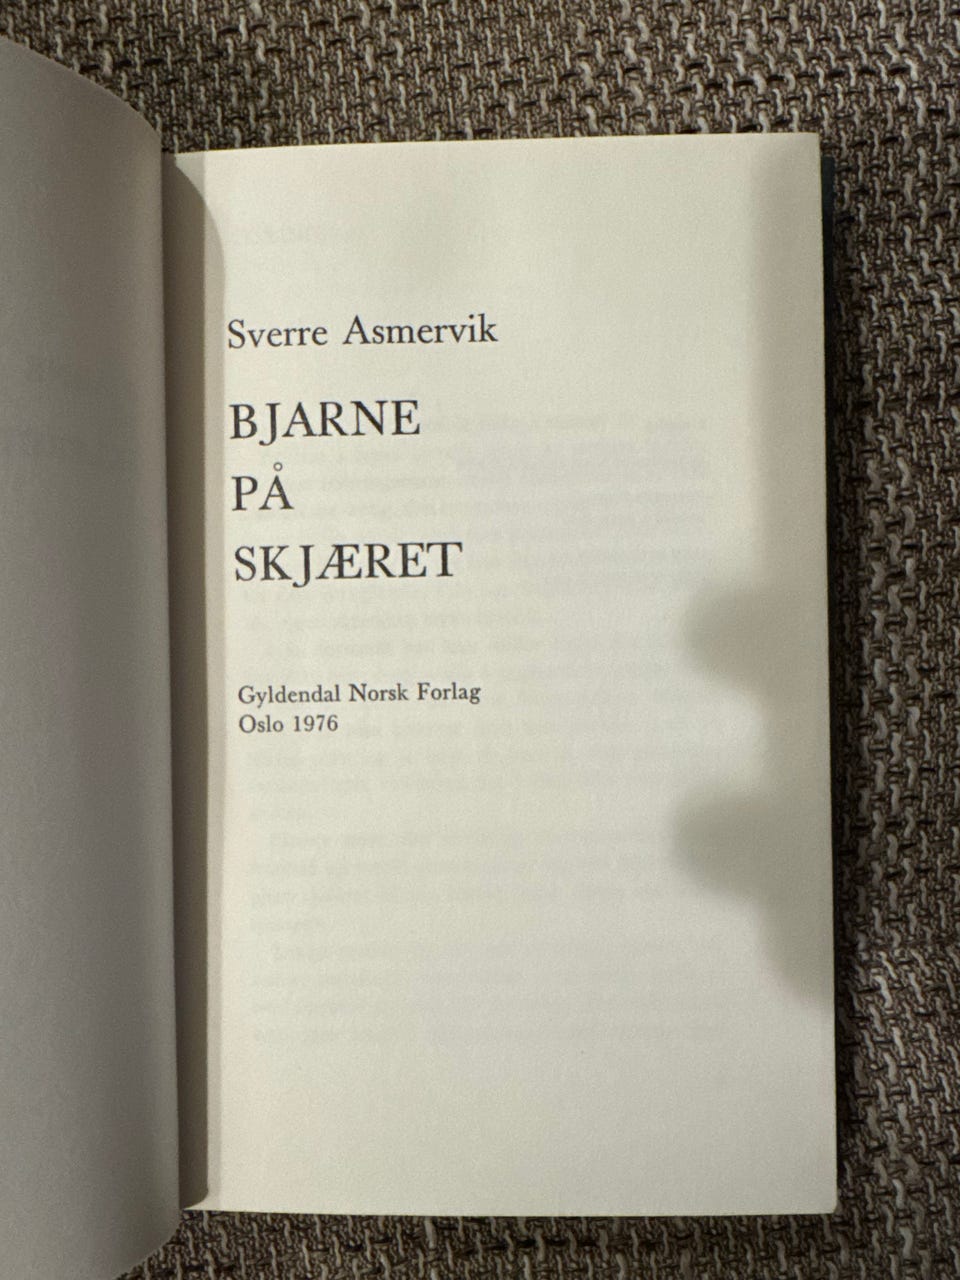 Sverre Asmervik
BJARNE
PÅ
SKJÆRET
Gyldendal Norsk Forlag
Oslo 1976